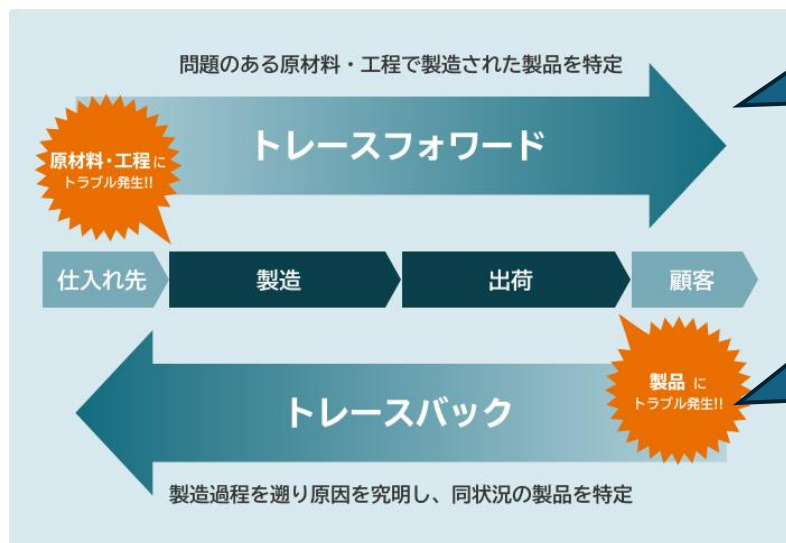 問題のある原材料・工程で製造された製品を特定
トレースフォワード
原材料・工程に
トラブル発生!!
仕入れ先
製造
出荷
顧客
製品 に
トラブル発生!!
トレースバック
製造過程を遡り原因を究明し、同状況の製品を特定